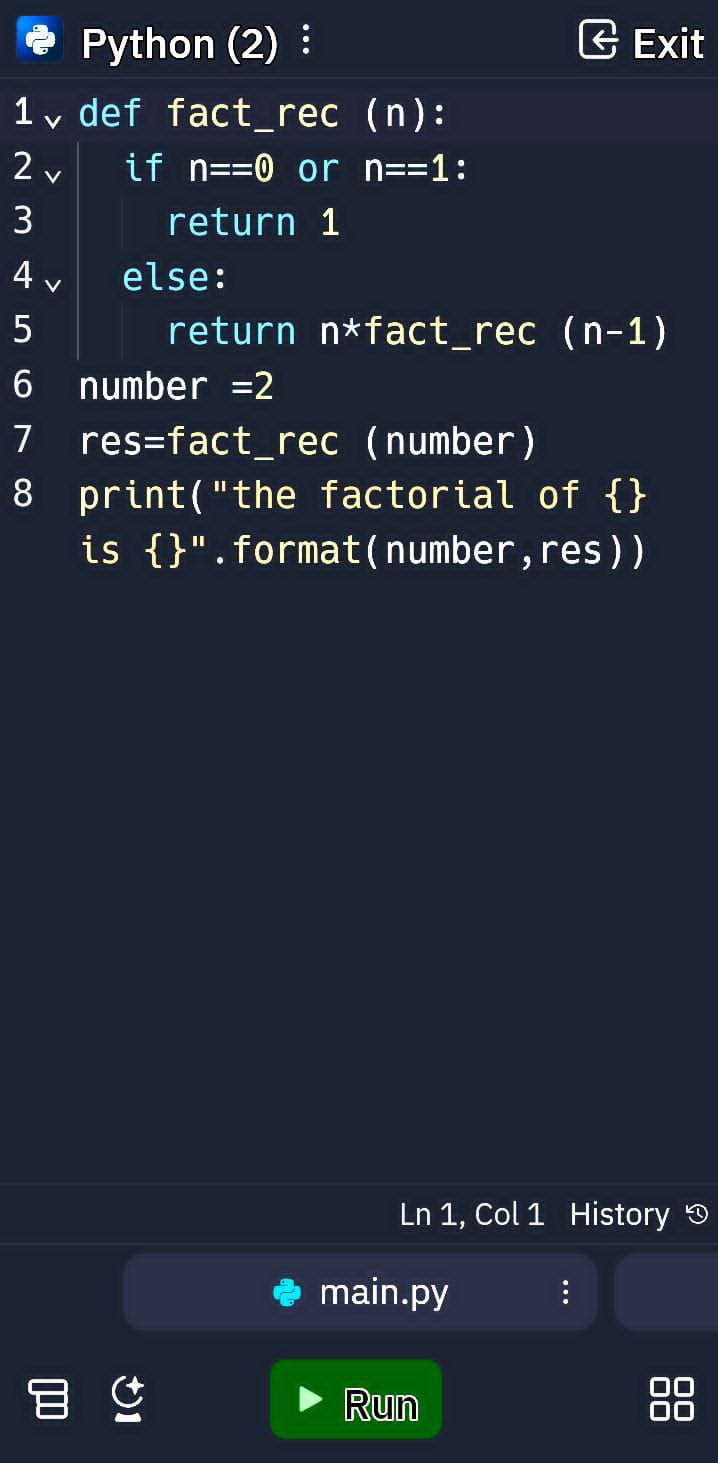 Python (2)
Exit
1 def fact_rec (n):
2 if n==0 or n==1:
3 return 1
4 else:
5 return n*fact_rec (n-1)
6 number =2
7 res=fact_rec (number)
8 print("the factorial of {}
is {}".format(number,res))
Ln 1, Col 1 History
main.py
Run